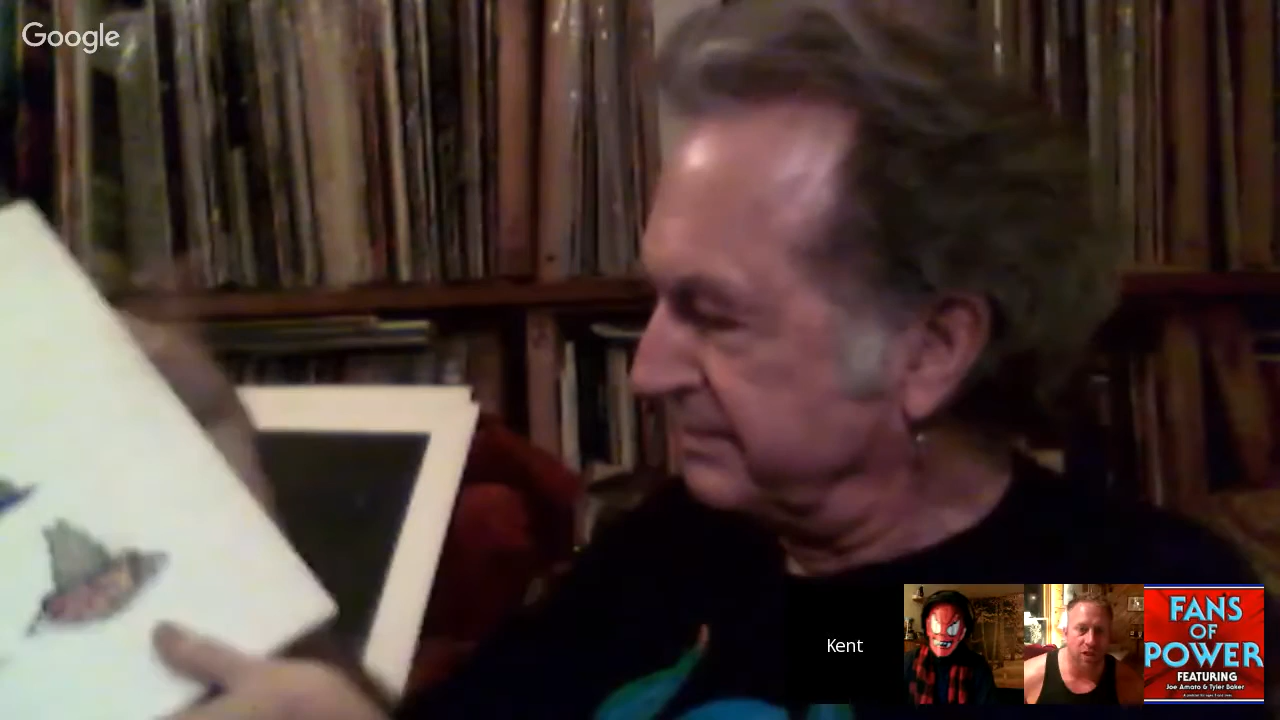 Google
Kent
FANS
OF
POWER
FEATURING
Joe Amato & Tyler Baker